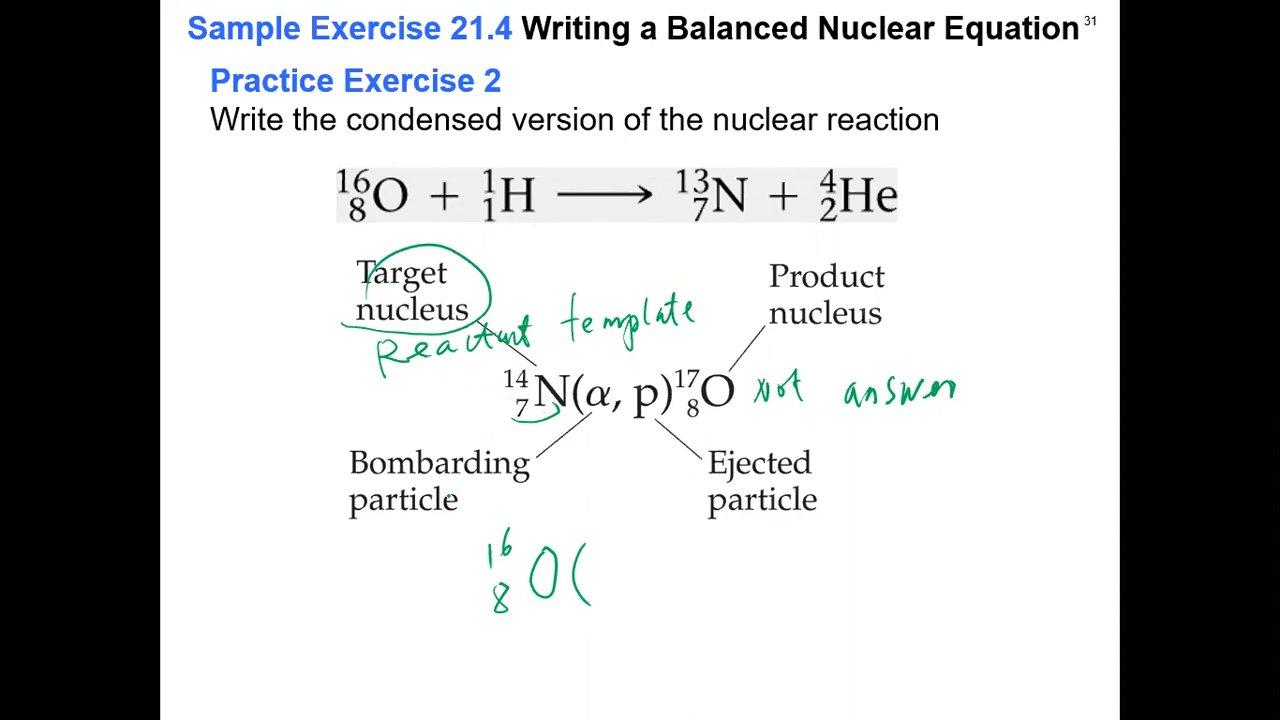 Sample Exercise 21.4 Writing a Balanced Nuclear Equation 31
Practice Exercise 2
Write the condensed version of the nuclear reaction
¹⁶₈O + ¹₁H ⟶ ¹³₇N + ⁴₂He
Target
nucleus
Product
nucleus
Reactant template
¹⁴₇N(α, p)¹⁷₈O not answer
Bombarding
particle
Ejected
particle
¹⁶₈O(